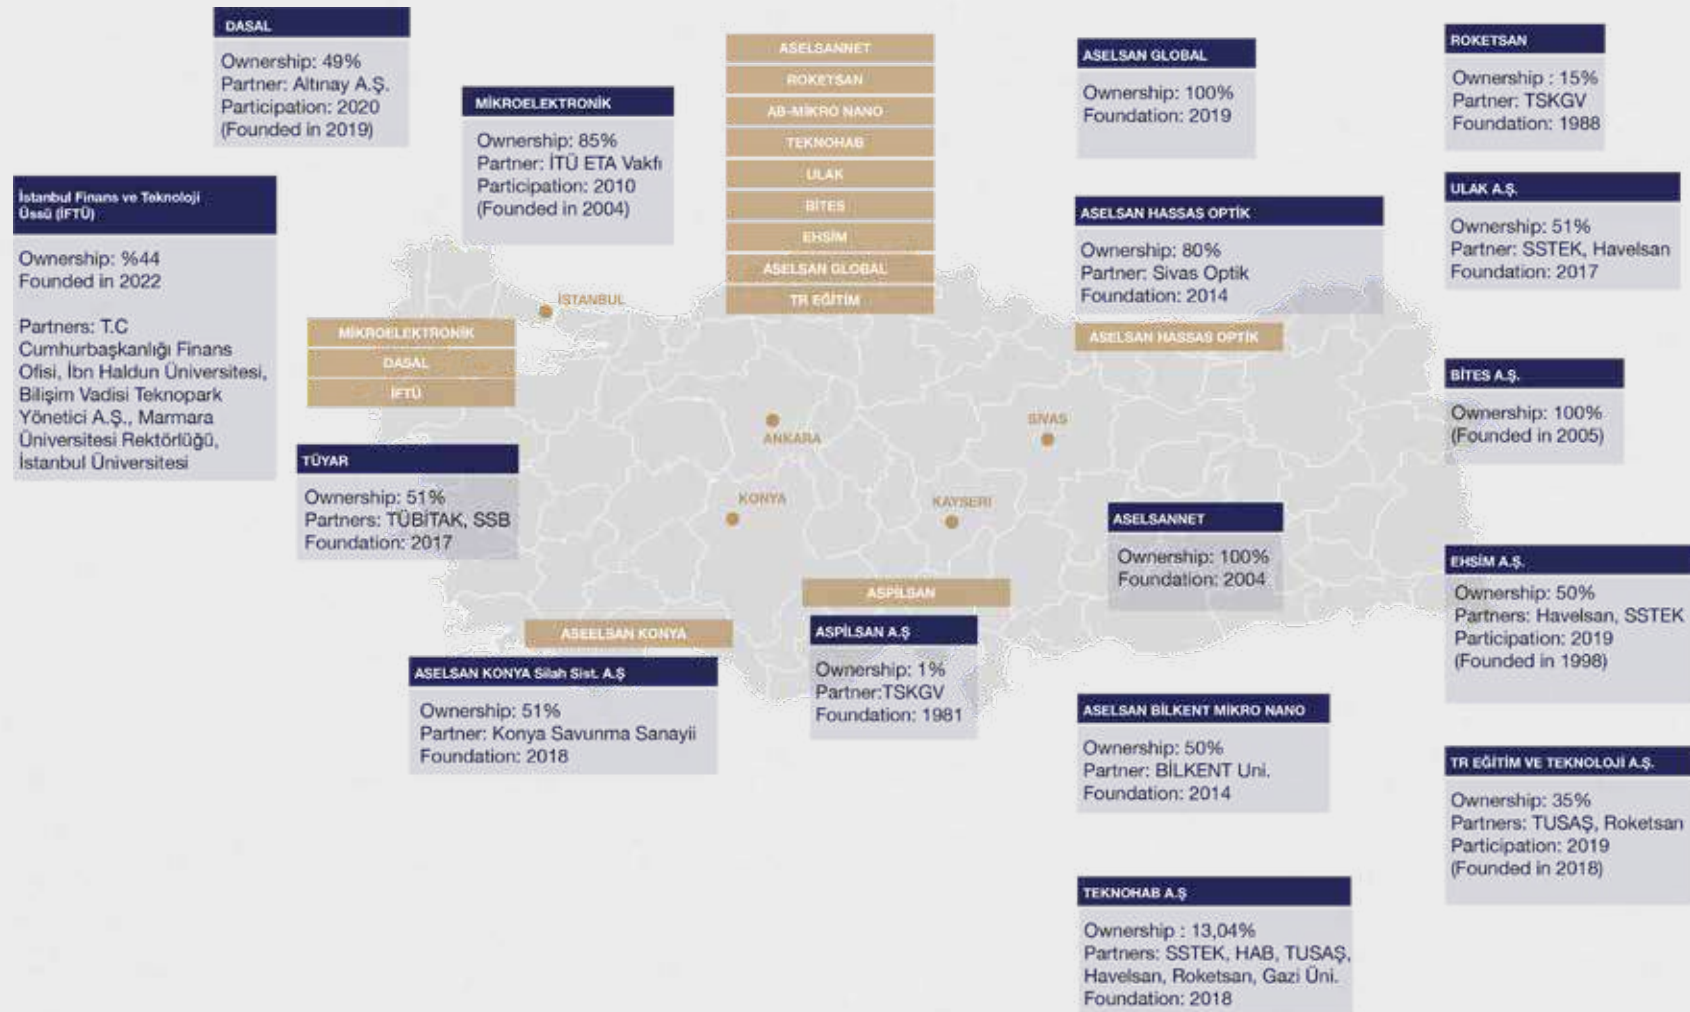 DASAL
Ownership: 49%
Partner: Altınay A.Ş.
Participation: 2020
(Founded in 2019)
MİKROELEKTRONİK
Ownership: 85%
Partner: İTÜ ETA Vakfı
Participation: 2010
(Founded in 2004)
İstanbul Finans ve Teknoloji
Üssü (İFTÜ)
Ownership: %44
Founded in 2022
Partners: T.C
Cumhurbaşkanlığı Finans
Ofisi, İbn Haldun Üniversitesi,
Bilişim Vadisi Teknopark
Yönetici A.Ş., Marmara
Üniversitesi Rektörlüğü,
İstanbul Üniversitesi
ASELSANNET
ROKETSAN
AB-MİKRO NANO
TEKNOHAB
ULAK
BİTES
EHSİM
ASELSAN GLOBAL
TR EĞİTİM
ASELSAN GLOBAL
Ownership: 100%
Foundation: 2019
ROKETSAN
Ownership : 15%
Partner: TSKGV
Foundation: 1988
ASELSAN HASSAS OPTİK
Ownership: 80%
Partner: Sivas Optik
Foundation: 2014
ASELSAN HASSAS OPTİK
ULAK A.Ş.
Ownership: 51%
Partner: SSTEK, Havelsan
Foundation: 2017
İSTANBUL
MİKROELEKTRONİK
DASAL
İFTÜ
ANKARA
SİVAS
KONYA
KAYSERİ
BİTES A.Ş.
Ownership: 100%
(Founded in 2005)
TÜYAR
Ownership: 51%
Partners: TÜBİTAK, SSB
Foundation: 2017
ASELSANNET
Ownership: 100%
Foundation: 2004
EHSİM A.Ş.
Ownership: 50%
Partners: Havelsan, SSTEK
Participation: 2019
(Founded in 1998)
ASPİLSAN
ASPİLSAN A.Ş
Ownership: 1%
Partner:TSKGV
Foundation: 1981
ASEELSAN KONYA
ASELSAN KONYA Silah Sist. A.Ş
Ownership: 51%
Partner: Konya Savunma Sanayii
Foundation: 2018
ASELSAN BİLKENT MİKRO NANO
Ownership: 50%
Partner: BİLKENT Uni.
Foundation: 2014
TR EĞİTİM VE TEKNOLOJİ A.Ş.
Ownership: 35%
Partners: TUSAŞ, Roketsan
Participation: 2019
(Founded in 2018)
TEKNOHAB A.Ş
Ownership : 13,04%
Partners: SSTEK, HAB, TUSAŞ,
Havelsan, Roketsan, Gazi Üni.
Foundation: 2018